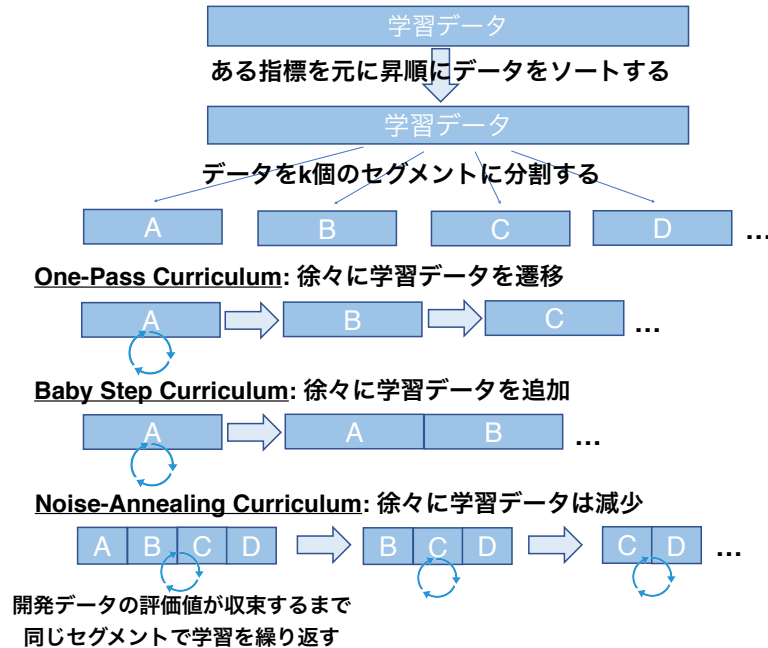 学習データ
ある指標を元に昇順にデータをソートする
学習データ
データをk個のセグメントに分割する
A B C D ...
One-Pass Curriculum: 徐々に学習データを遷移
A B C ...
Baby Step Curriculum: 徐々に学習データを追加
A A B ...
Noise-Annealing Curriculum: 徐々に学習データは減少
A B C D B C D C D ...
開発データの評価値が収束するまで
同じセグメントで学習を繰り返す